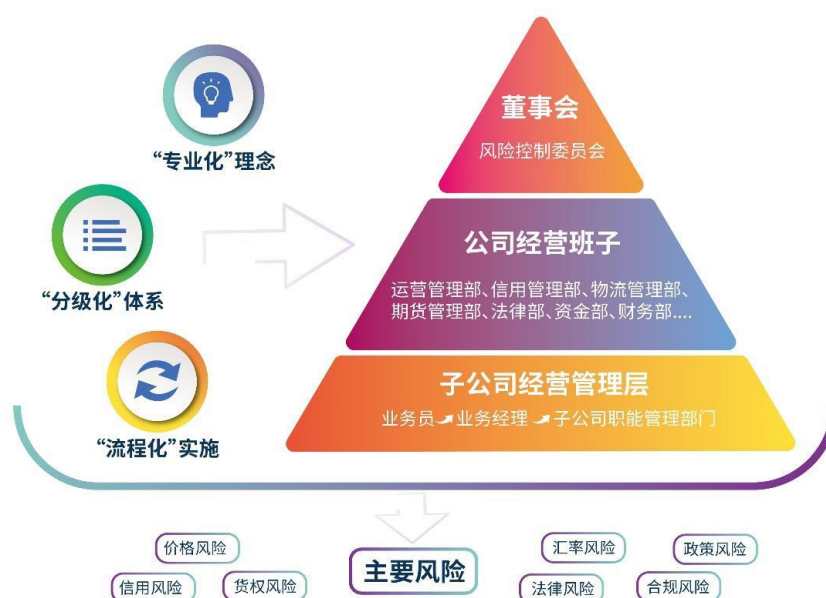 “专业化”理念
“分级化”体系
“流程化”实施
董事会
风险控制委员会
公司经营班子
运营管理部、信用管理部、物流管理部、
期货管理部、法律部、资金部、财务部....
子公司经营管理层
业务员➚业务经理➚子公司职能管理部门
价格风险
信用风险
货权风险
主要风险
汇率风险
政策风险
法律风险
合规风险